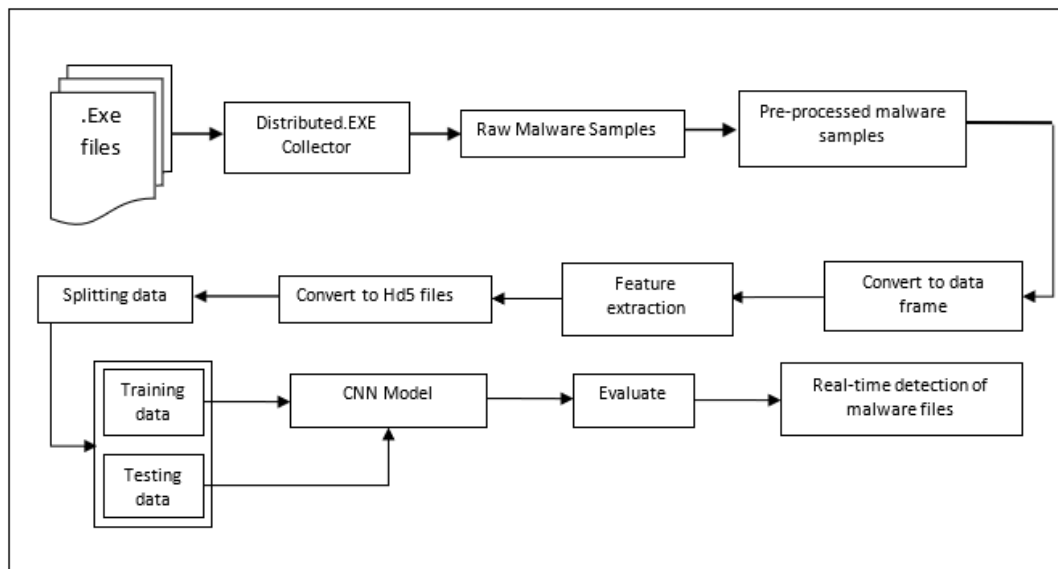 .Exe
files
Distributed.EXE
Collector
Raw Malware Samples
Pre-processed malware
samples
Splitting data
Convert to Hd5 files
Feature
extraction
Convert to data
frame
Training
data
CNN Model
Evaluate
Real-time detection of
malware files
Testing
data